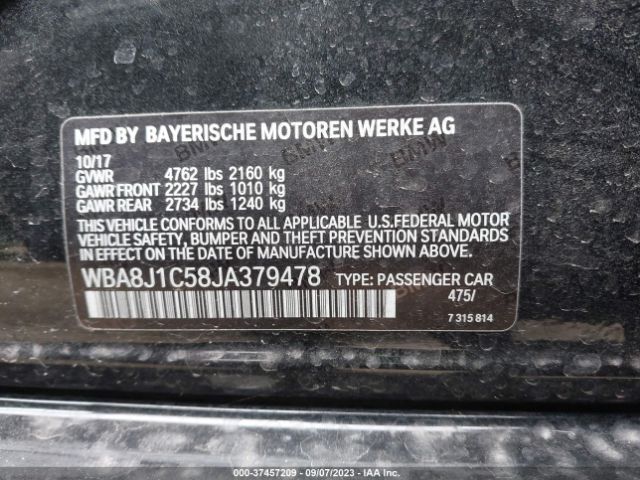 MFD BY BAYERISCHE MOTOREN WERKE AG
10/17
GVWR 4762 lbs 2160 kg
GAWR FRONT 2227 lbs 1010 kg
GAWR REAR 2734 lbs 1240 kg
THIS VEHICLE CONFORMS TO ALL APPLICABLE U.S.FEDERAL MOTOR
VEHICLE SAFETY, BUMPER AND THEFT PREVENTION STANDARDS
IN EFFECT ON THE DATE OF MANUFACTURE SHOWN ABOVE.
WBA8J1C58JA379478 TYPE: PASSENGER CAR
475/
7 315 814
000-37457209 - 09/07/2023 - IAA Inc.